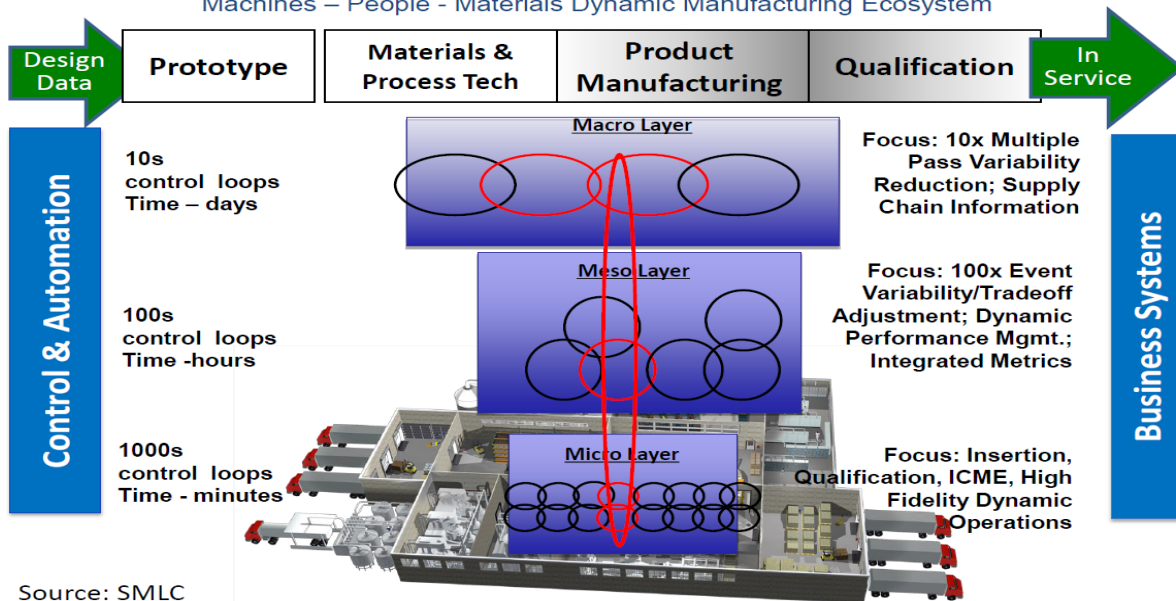 Machines – People - Materials Dynamic Manufacturing Ecosystem
Design
Data
Prototype
Materials &
Process Tech
Product
Manufacturing
Qualification
In
Service
Control & Automation
10s
control loops
Time – days
Macro Layer
Focus: 10x Multiple
Pass Variability
Reduction; Supply
Chain Information
100s
control loops
Time -hours
Meso Layer
Focus: 100x Event
Variability/Tradeoff
Adjustment; Dynamic
Performance Mgmt.;
Integrated Metrics
1000s
control loops
Time - minutes
Micro Layer
Focus: Insertion,
Qualification, ICME, High
Fidelity Dynamic
Operations
Business Systems
Source: SMLC